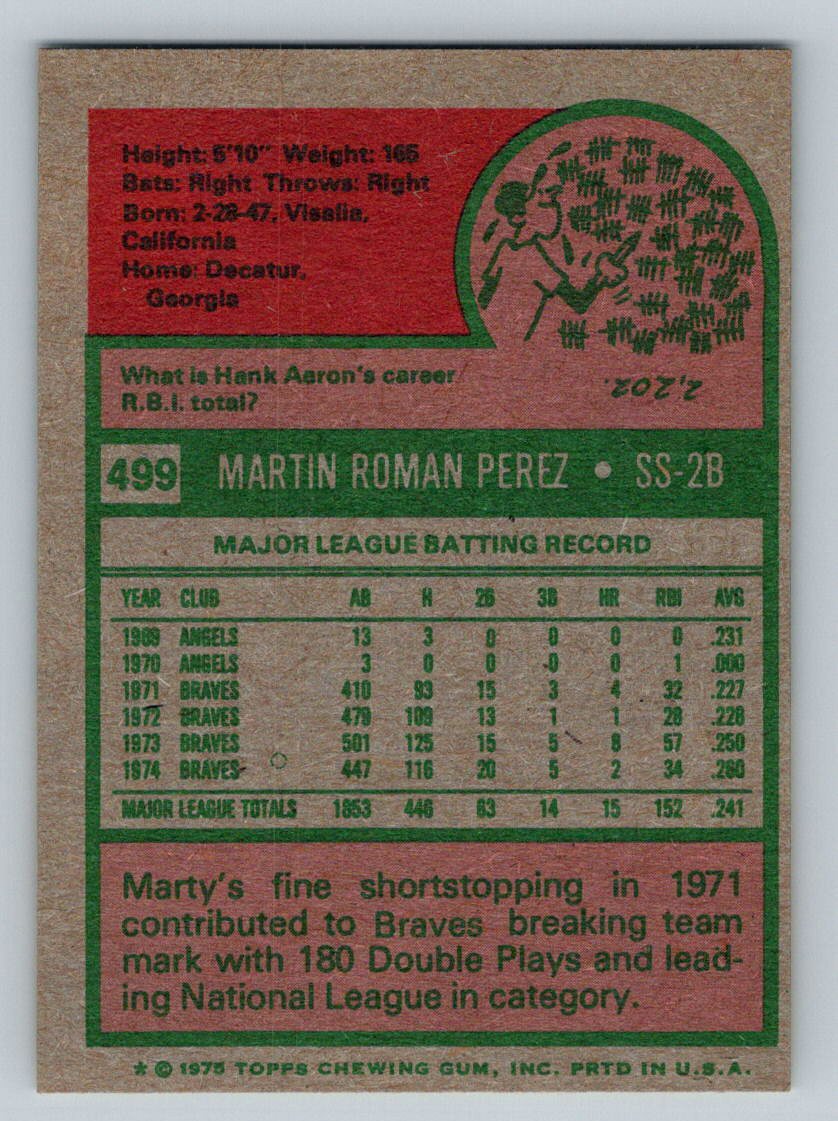 Height: 5'10" Weight: 165
Bats: Right Throws: Right
Born: 2-28-47, Visalia,
California
Home: Decatur,
Georgia
What is Hank Aaron's career
R.B.I. total?
2,202.
499 MARTIN ROMAN PEREZ • SS-2B
MAJOR LEAGUE BATTING RECORD
YEAR CLUB AB H 2B 3B HR RBI AVG
1969 ANGELS 13 3 0 0 0 0 .231
1970 ANGELS 3 0 0 0 0 1 .000
1971 BRAVES 410 93 15 3 4 32 .227
1972 BRAVES 479 109 13 1 1 28 .228
1973 BRAVES 501 125 15 5 8 57 .250
1974 BRAVES 447 116 20 5 2 34 .260
MAJOR LEAGUE TOTALS 1853 446 63 14 15 152 .241
Marty's fine shortstopping in 1971
contributed to Braves breaking team
mark with 180 Double Plays and lead-
ing National League in category.
* © 1975 TOPPS CHEWING GUM, INC. PRTD IN U.S.A.